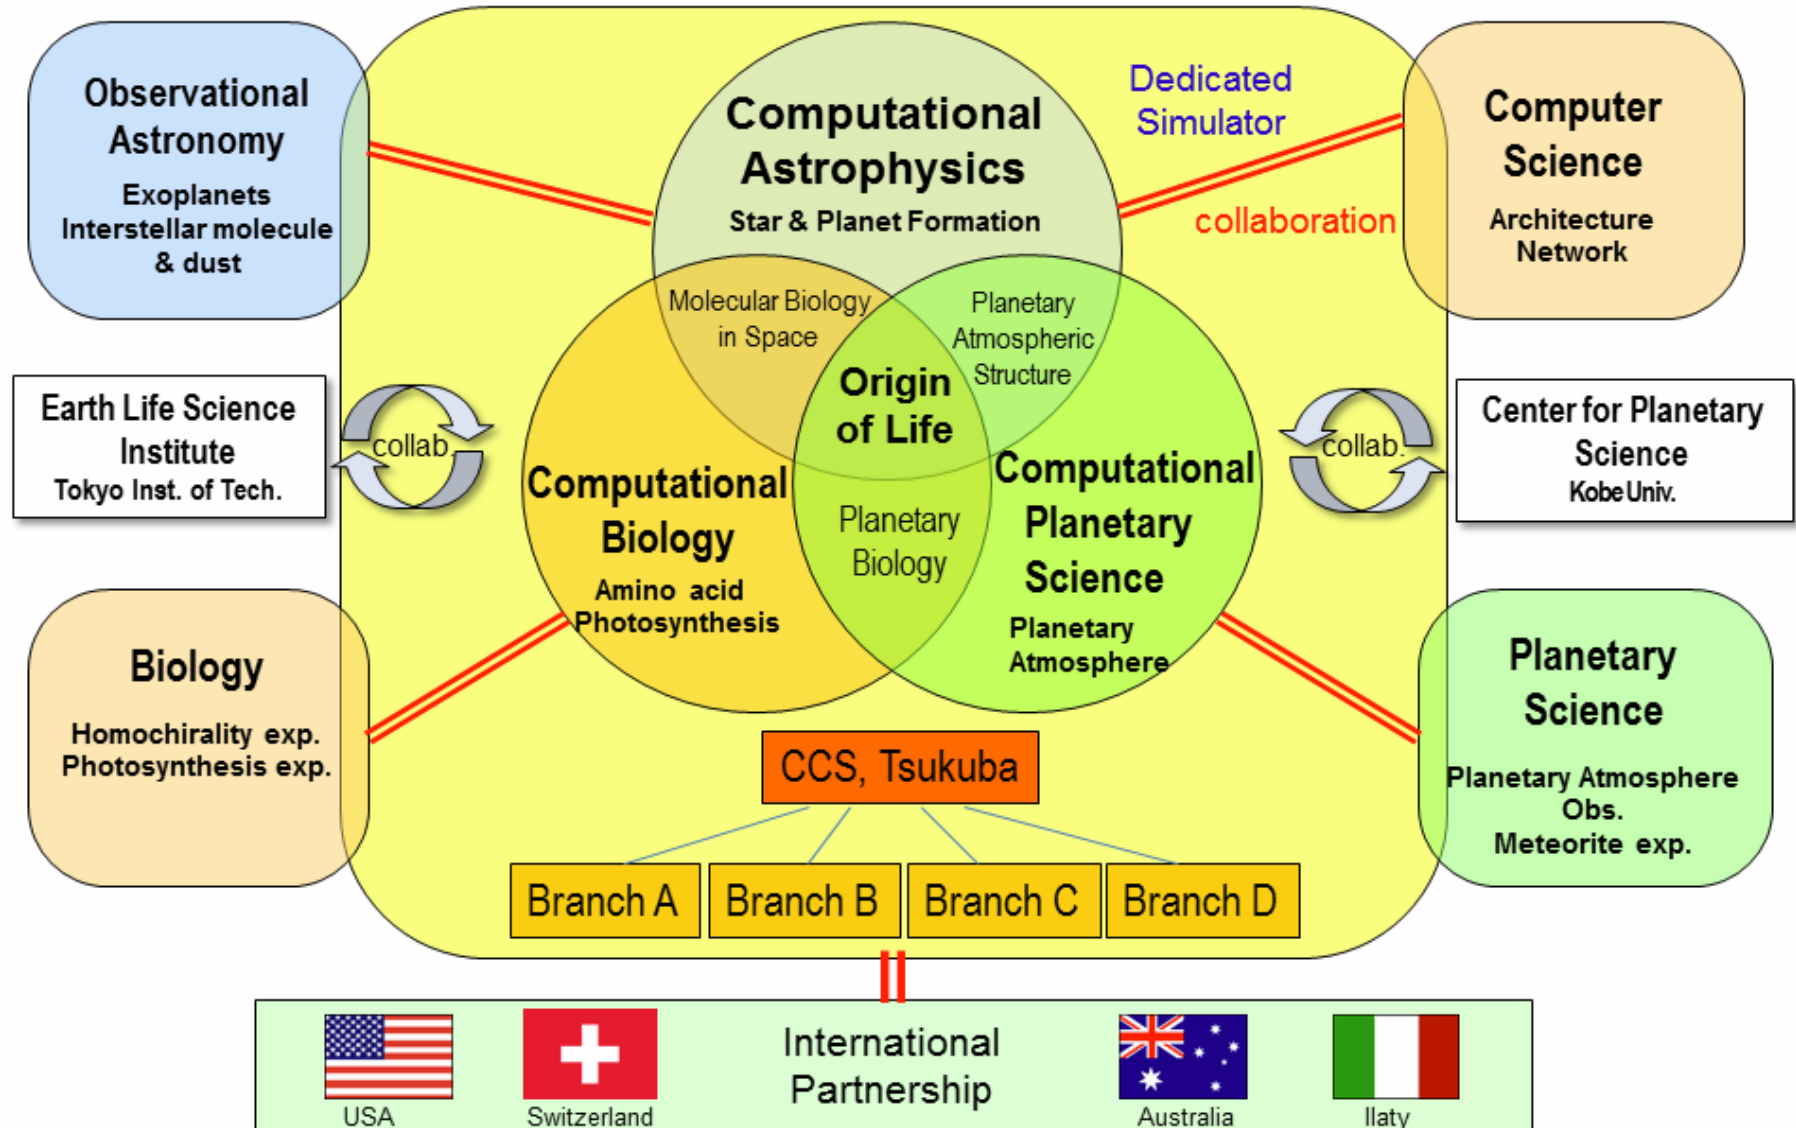 Observational
Astronomy
Exoplanets
Interstellar molecule
& dust
Computational
Astrophysics
Star & Planet Formation
Dedicated
Simulator
collaboration
Computer
Science
Architecture
Network
Molecular Biology
in Space
Planetary
Atmospheric
Structure
Origin
of Life
Earth Life Science
Institute
Tokyo Inst. of Tech.
collab.
collab.
Center for Planetary
Science
Kobe Univ.
Computational
Biology
Amino acid
Photosynthesis
Planetary
Biology
Computational
Planetary
Science
Planetary
Atmosphere
Biology
Homochirality exp.
Photosynthesis exp.
Planetary
Science
Planetary Atmosphere
Obs.
Meteorite exp.
CCS, Tsukuba
Branch A
Branch B
Branch C
Branch D
International
Partnership
USA
Switzerland
Australia
Ilaty